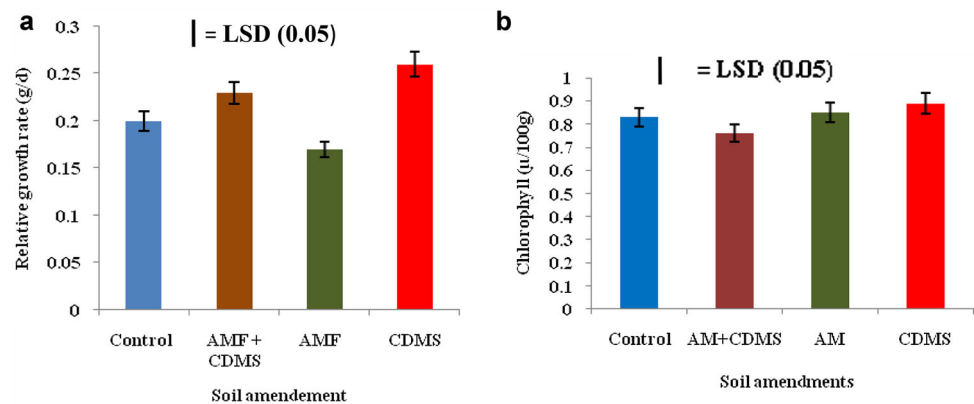 a
| = LSD (0.05)
Relative growth rate (g/d)
0.3
0.25
0.2
0.15
0.1
0.05
0
Control
AMF+
CDMS
AMF
CDMS
Soil amendement
b
| = LSD (0.05)
Chlorophyll (µ/100g)
1
0.9
0.8
0.7
0.6
0.5
0.4
0.3
0.2
0.1
0
Control
AM+CDMS
AM
CDMS
Soil amendments